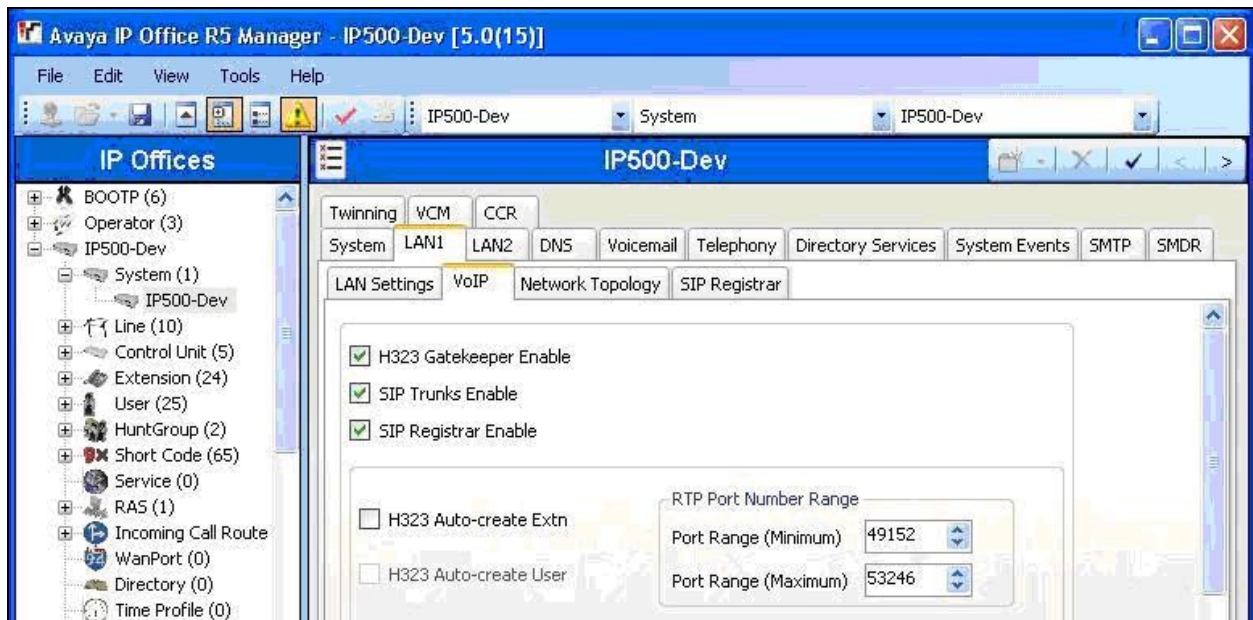 Avaya IP Office R5 Manager - IP500-Dev [5.0(15)]
File Edit View Tools Help
IP500-Dev System IP500-Dev
IP Offices
BOOTP (6)
Operator (3)
IP500-Dev
System (1)
IP500-Dev
Line (10)
Control Unit (5)
Extension (24)
User (25)
HuntGroup (2)
Short Code (65)
Service (0)
RAS (1)
Incoming Call Route
WanPort (0)
Directory (0)
Time Profile (0)
IP500-Dev
Twinning VCM CCR
System LAN1 LAN2 DNS Voicemail Telephony Directory Services System Events SMTP SMDR
LAN Settings VoIP Network Topology SIP Registrar
H323 Gatekeeper Enable
SIP Trunks Enable
SIP Registrar Enable
H323 Auto-create Extn
H323 Auto-create User
RTP Port Number Range
Port Range (Minimum) 49152
Port Range (Maximum) 53246